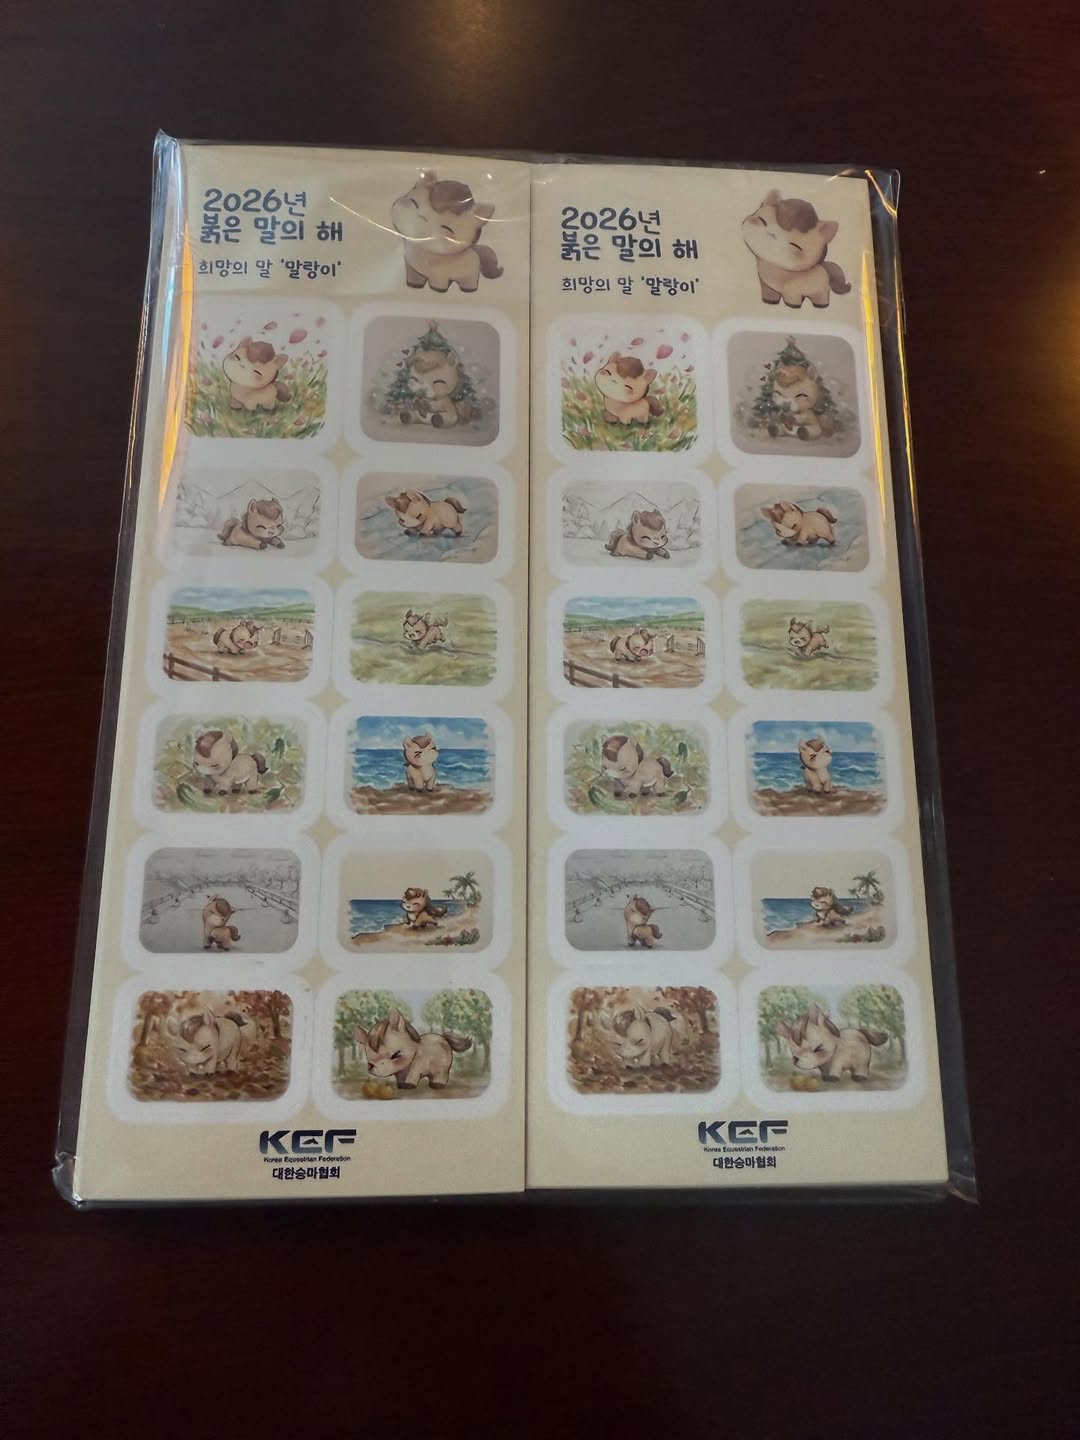 2026년
붉은 말의 해
희망의 말 '말랑이'
KEF
Korea Equestrian Federation
대한승마협회
2026년
붉은 말의 해
희망의 말 '말랑이'
KEF
Korea Equestrian Federation
대한승마협회